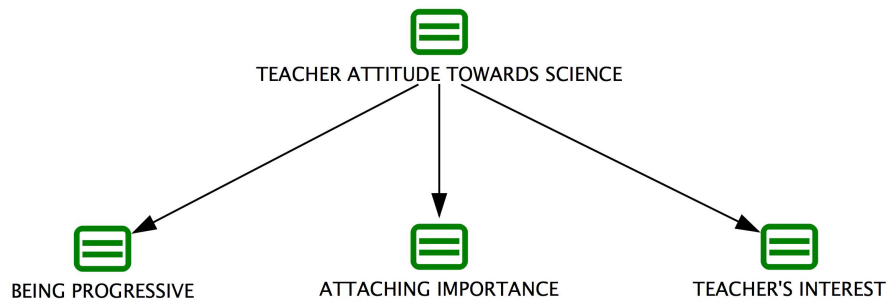 TEACHER ATTITUDE TOWARDS SCIENCE
BEING PROGRESSIVE
ATTACHING IMPORTANCE
TEACHER'S INTEREST